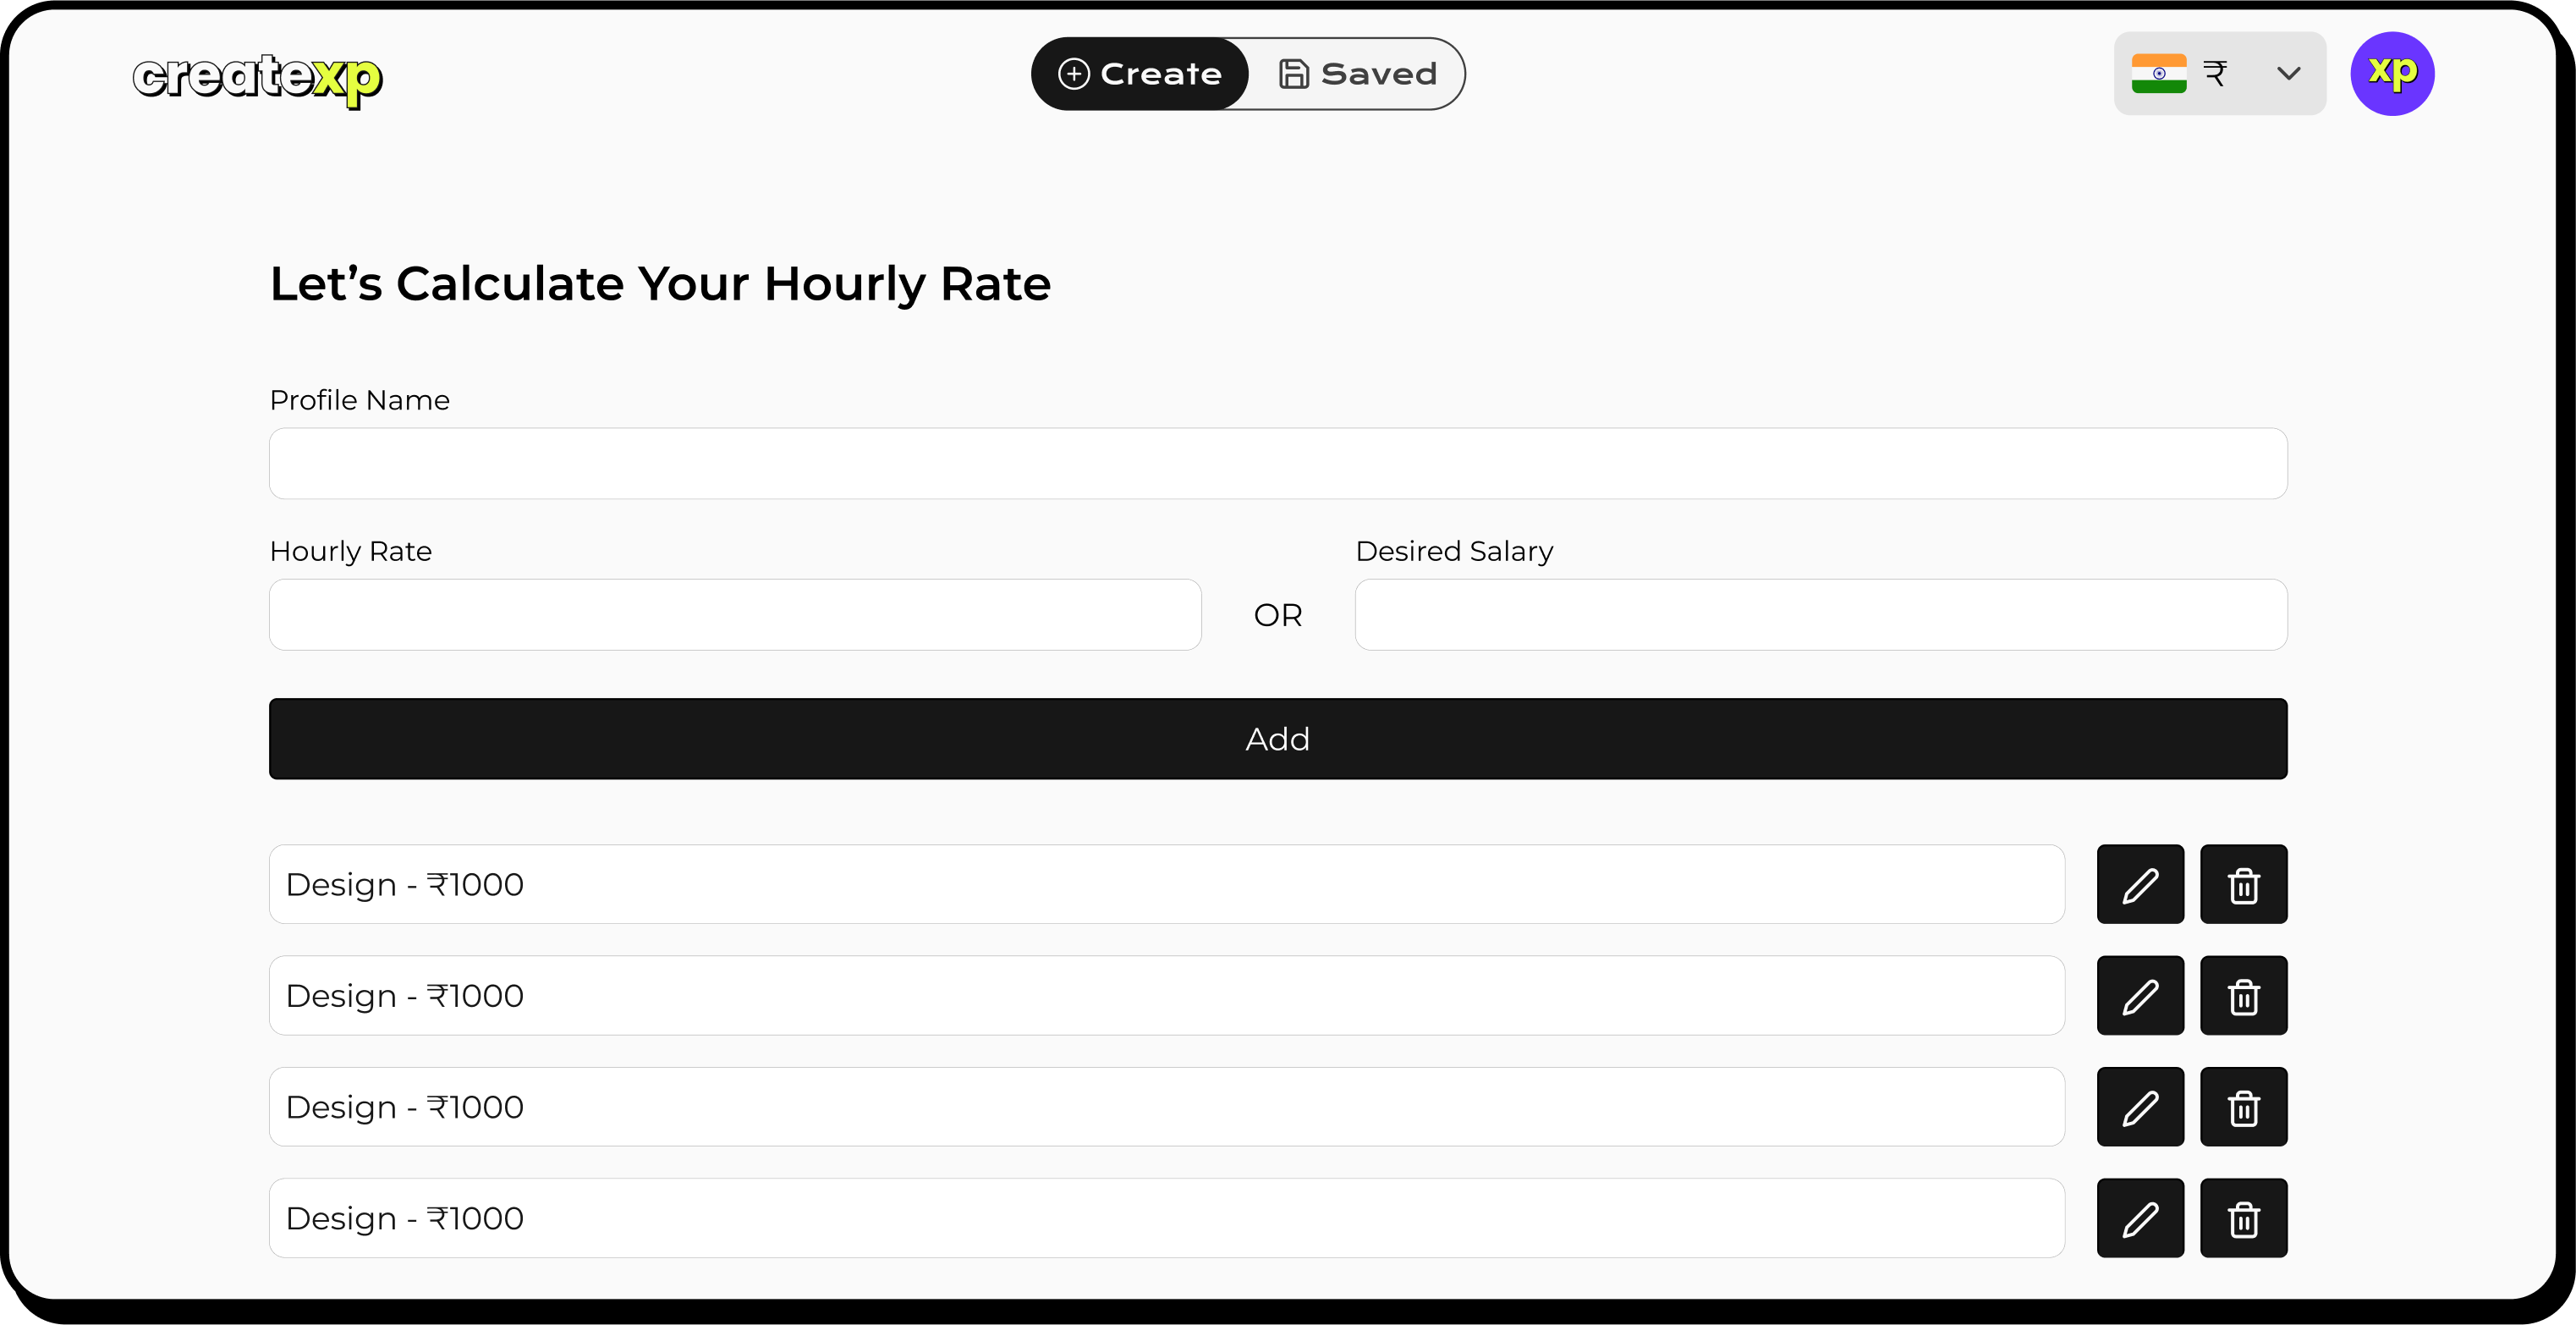 createxp
Create
Saved
₹
xp
Let’s Calculate Your Hourly Rate
Profile Name
Hourly Rate
Desired Salary
OR
Add
Design - ₹1000
Design - ₹1000
Design - ₹1000
Design - ₹1000